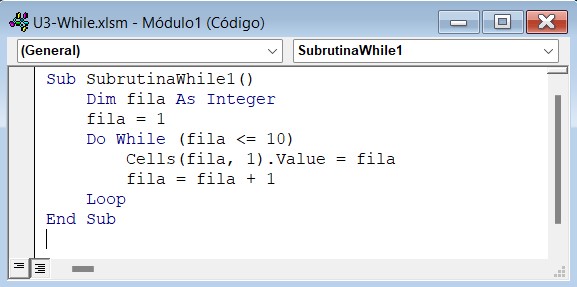 U3-While.xlsm - Módulo1 (Código)
(General) SubrutinaWhile1
Sub SubrutinaWhile1()
    Dim fila As Integer
    fila = 1
    Do While (fila <= 10)
        Cells(fila, 1).Value = fila
        fila = fila + 1
    Loop
End Sub